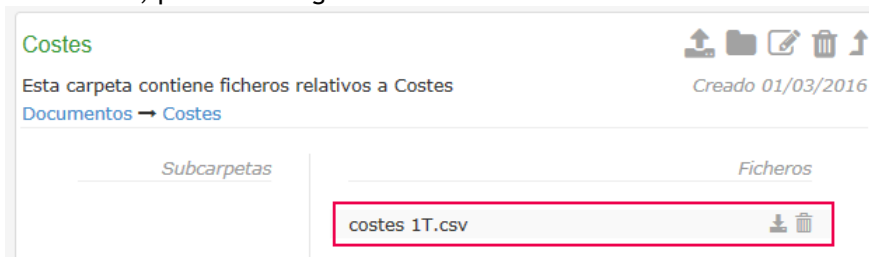 Costes
Esta carpeta contiene ficheros relativos a Costes
Creado 01/03/2016
Documentos → Costes
Subcarpetas
Ficheros
costes 1T.csv